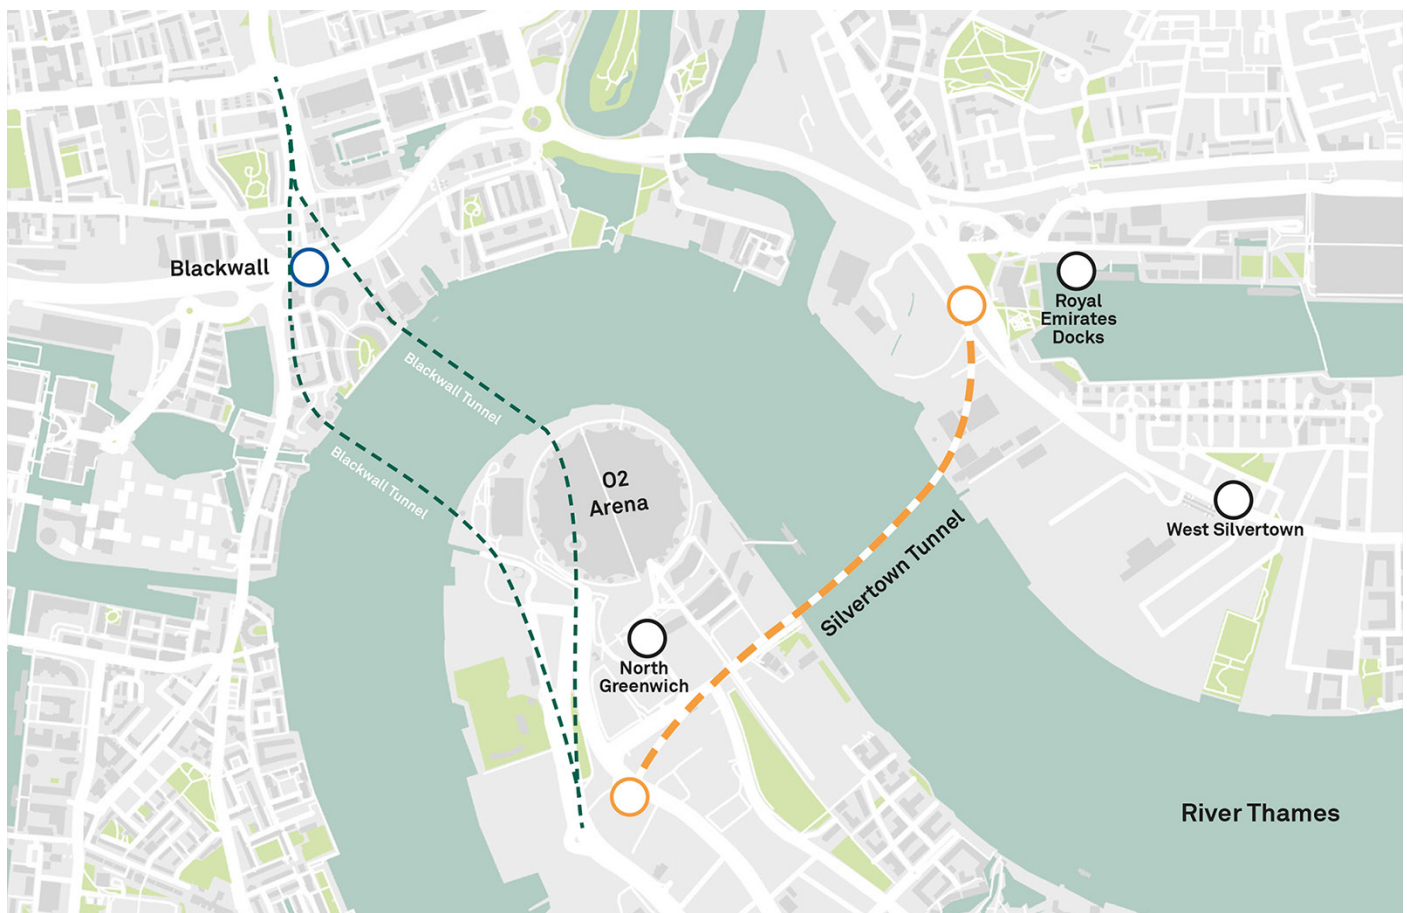 Blackwall
Royal
Emirates
Docks
Blackwall Tunnel
Blackwall Tunnel
O2
Arena
West Silvertown
Silvertown Tunnel
North
Greenwich
River Thames